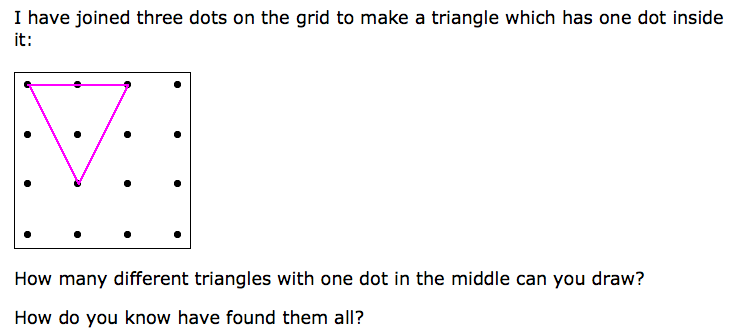 I have joined three dots on the grid to make a triangle which has one dot inside
it:
How many different triangles with one dot in the middle can you draw?
How do you know have found them all?